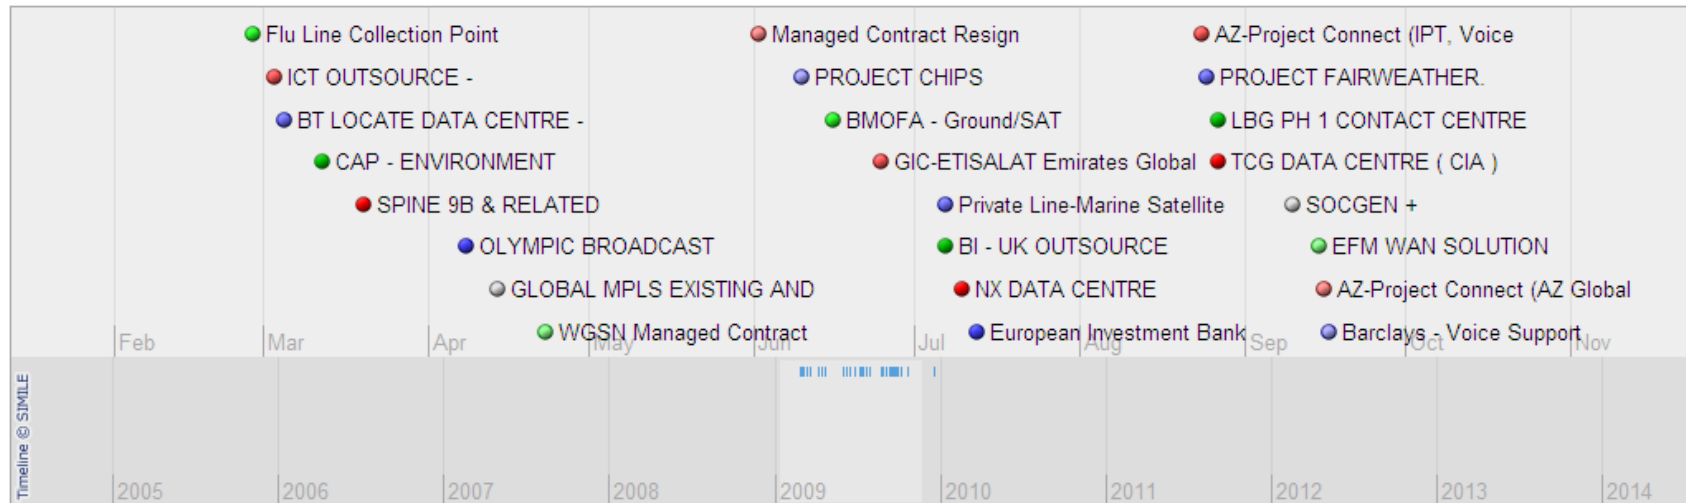 Flu Line Collection Point
ICT OUTSOURCE -
BT LOCATE DATA CENTRE -
CAP - ENVIRONMENT
SPINE 9B & RELATED
OLYMPIC BROADCAST
GLOBAL MPLS EXISTING AND
WGSN Managed Contract
Managed Contract Resign
PROJECT CHIPS
BMOFA - Ground/SAT
GIC-ETISALAT Emirates Global
Private Line-Marine Satellite
BI - UK OUTSOURCE
NX DATA CENTRE
European Investment Bank
AZ-Project Connect (IPT, Voice
PROJECT FAIRWEATHER.
LBG PH 1 CONTACT CENTRE
TCG DATA CENTRE ( CIA )
SOCGEN +
EFM WAN SOLUTION
AZ-Project Connect (AZ Global
Barclays - Voice Support
Feb Mar Apr May Jun Jul Aug Sep Oct Nov
Timeline © SIMILE
2005 2006 2007 2008 2009 2010 2011 2012 2013 2014